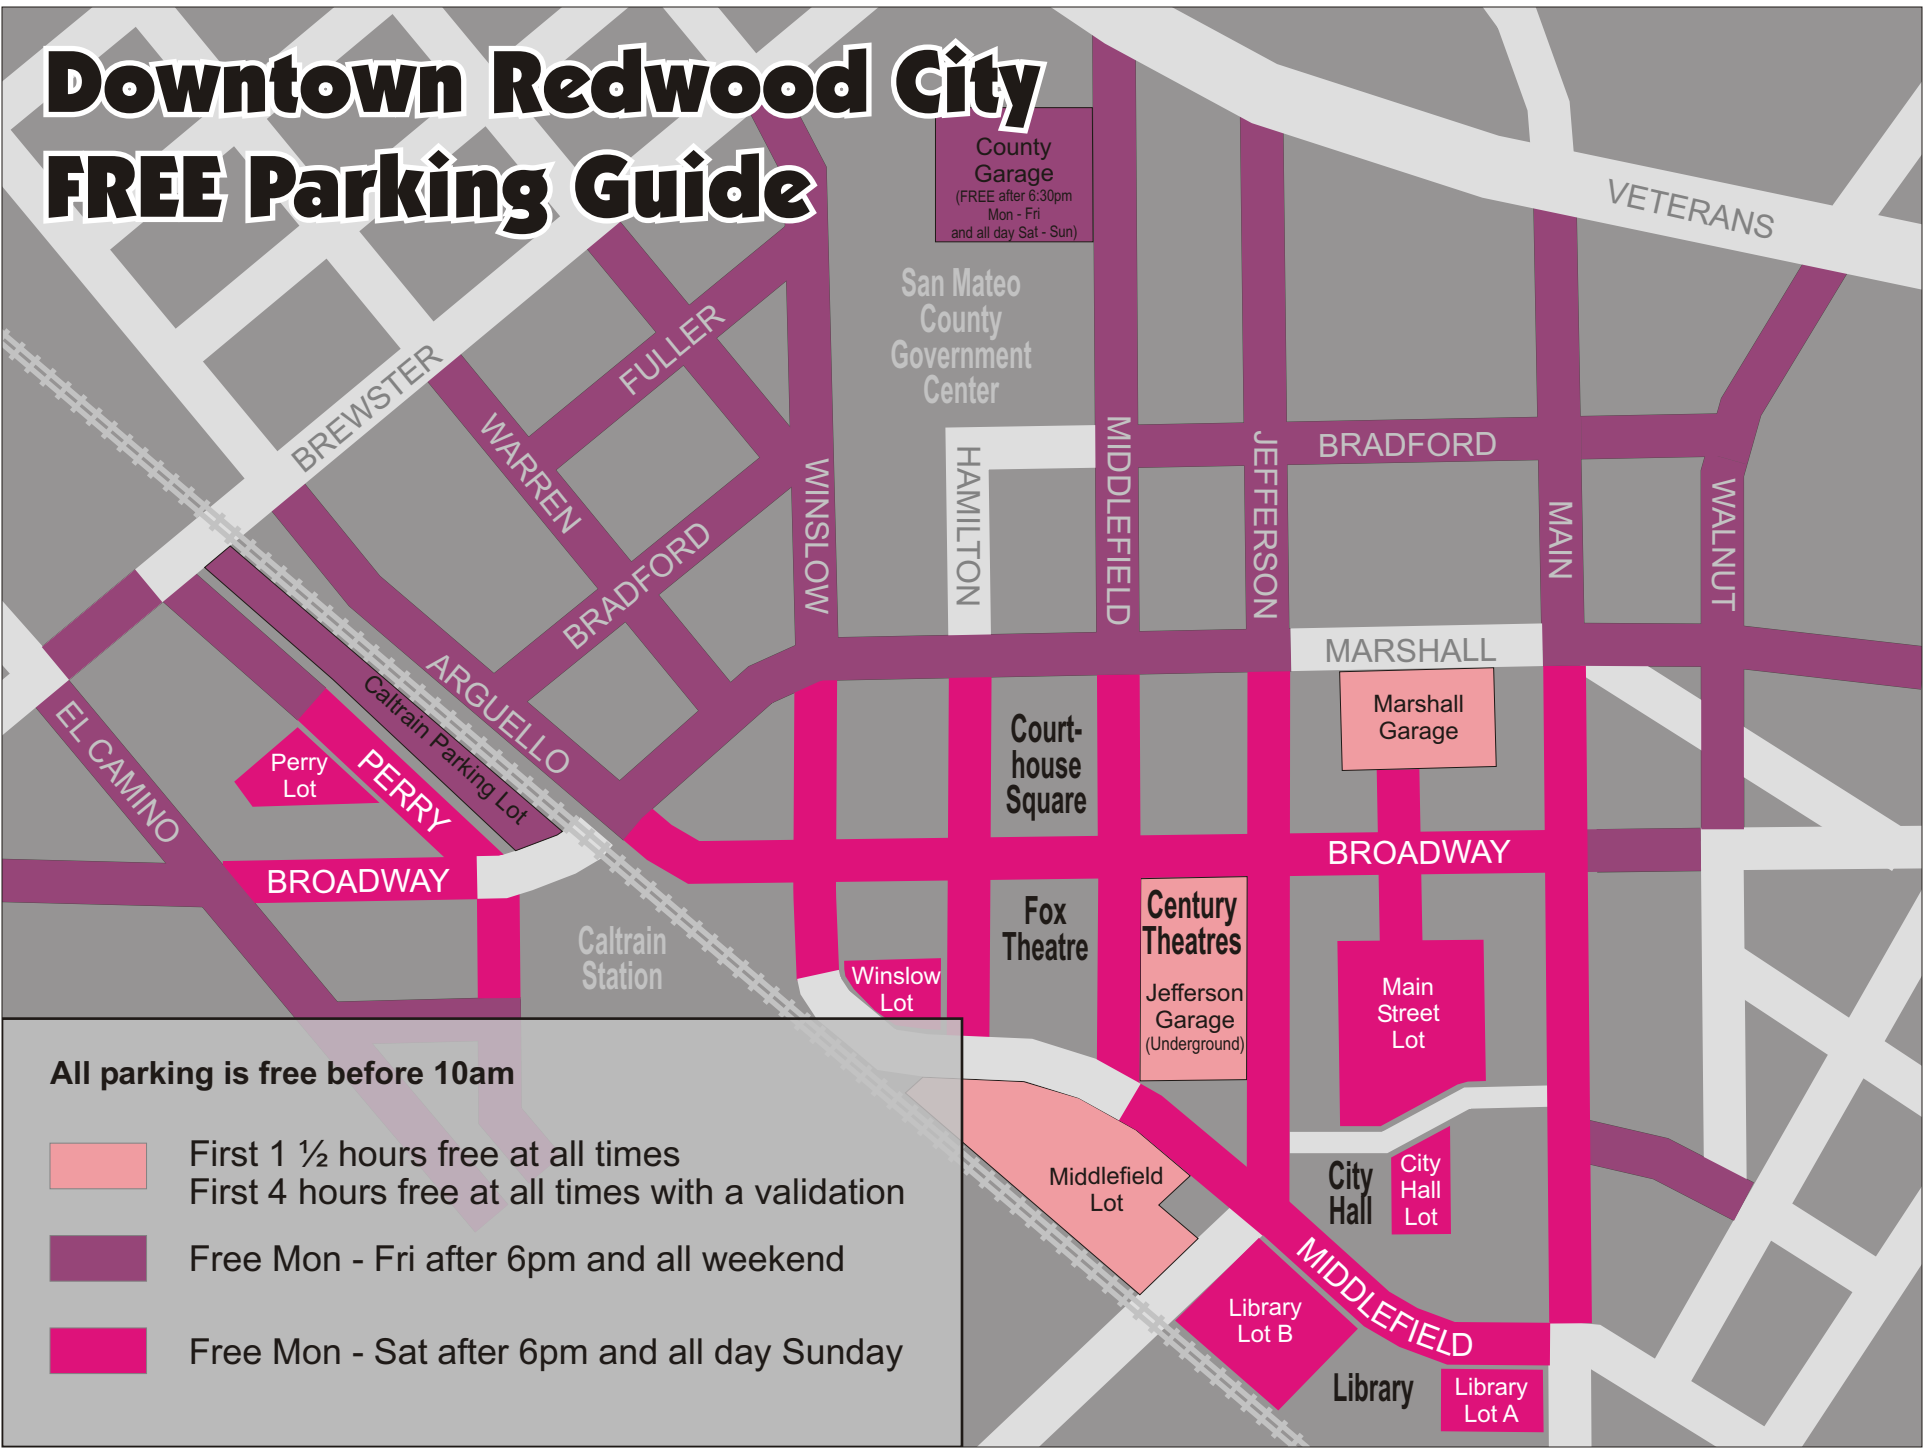 Downtown Redwood City
FREE Parking Guide
County
Garage
(FREE after 6:30pm
Mon - Fri
and all day Sat - Sun)
VETERANS
San Mateo
County
Government
Center
FULLER
BREWSTER
WARREN
WINSLOW
HAMILTON
MIDDLEFIELD
JEFFERSON
BRADFORD
MAIN
WALNUT
BRADFORD
ARGUELLO
MARSHALL
Marshall
Garage
Caltrain Parking Lot
EL CAMINO
Perry
Lot
PERRY
Court-
house
Square
BROADWAY
BROADWAY
Caltrain
Station
Fox
Theatre
Century
Theatres
Jefferson
Garage
(Underground)
Winslow
Lot
Main
Street
Lot
Middlefield
Lot
City
Hall
City
Hall
Lot
MIDDLEFIELD
Library
Lot B
Library
Library
Lot A
All parking is free before 10am
First 1 ½ hours free at all times
First 4 hours free at all times with a validation
Free Mon - Fri after 6pm and all weekend
Free Mon - Sat after 6pm and all day Sunday